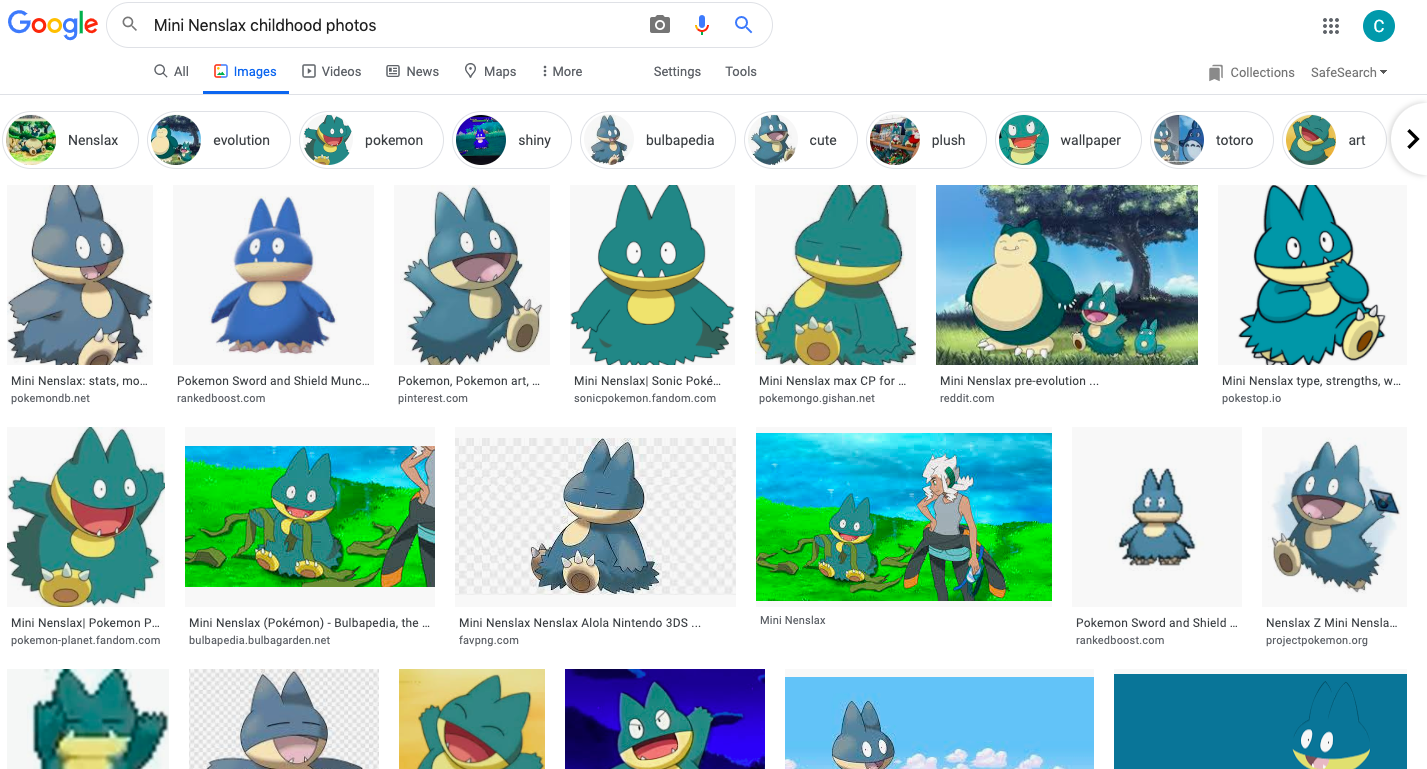 Google
Mini Nenslax childhood photos
C
All
Images
Videos
News
Maps
More
Settings
Tools
Collections
SafeSearch
Nenslax
evolution
pokemon
shiny
bulbapedia
cute
plush
wallpaper
totoro
art
Mini Nenslax: stats, mo...
pokemondb.net
Pokemon Sword and Shield Munc...
rankedboost.com
Pokemon, Pokemon art, ...
pinterest.com
Mini Nenslax| Sonic Poké...
sonicpokemon.fandom.com
Mini Nenslax max CP for ...
pokemongo.gishan.net
Mini Nenslax pre-evolution ...
reddit.com
Mini Nenslax type, strengths, w...
pokestop.io
Mini Nenslax| Pokemon P...
pokemon-planet.fandom.com
Mini Nenslax (Pokémon) - Bulbapedia, the ...
bulbapedia.bulbagarden.net
Mini Nenslax Nenslax Alola Nintendo 3DS ...
favpng.com
Mini Nenslax
Pokemon Sword and Shield ...
rankedboost.com
Nenslax Z Mini Nensla...
projectpokemon.org